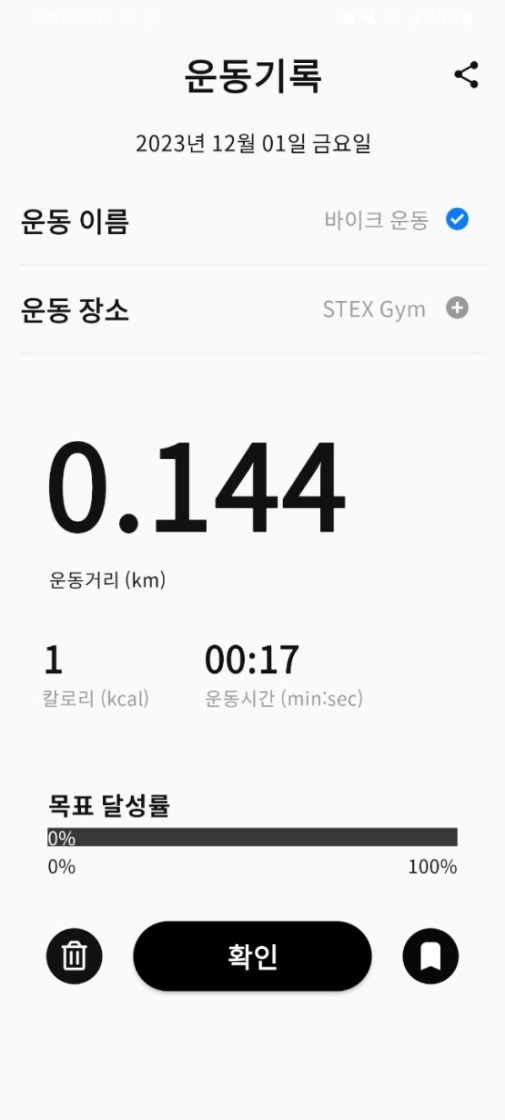 운동기록
2023년 12월 01일 금요일
운동 이름 바이크 운동
운동 장소 STEX Gym
0.144
운동거리 (km)
1 00:17
칼로리 (kcal) 운동시간 (min:sec)
목표 달성률
0%
0% 100%
확인